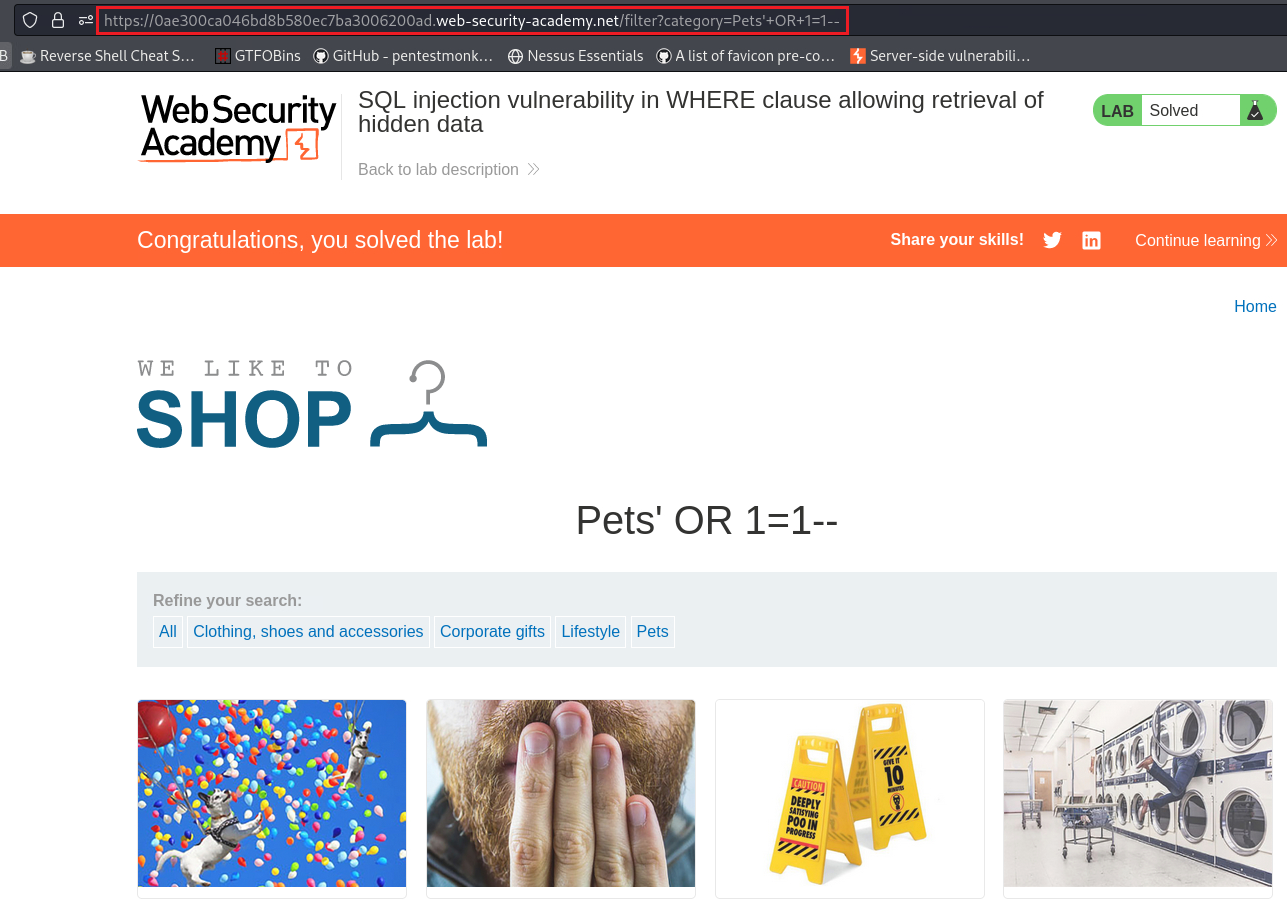 https://0ae300ca046bd8b580ec7ba3006200ad.web-security-academy.net/filter?category=Pets'+OR+1=1--
B Reverse Shell Cheat S… GTFOBins GitHub - pentestmonk… Nessus Essentials A list of favicon pre-co… Server-side vulnerabili…
Web Security
Academy
SQL injection vulnerability in WHERE clause allowing retrieval of
hidden data
LAB Solved
Back to lab description
Congratulations, you solved the lab!
Share your skills!
Continue learning
Home
WE LIKE TO
SHOP
Pets' OR 1=1--
Refine your search:
All Clothing, shoes and accessories Corporate gifts Lifestyle Pets
CAUTION
DEEPLY
SATISFYING
POO IN
PROGRESS
GIVE IT
10
MINUTES